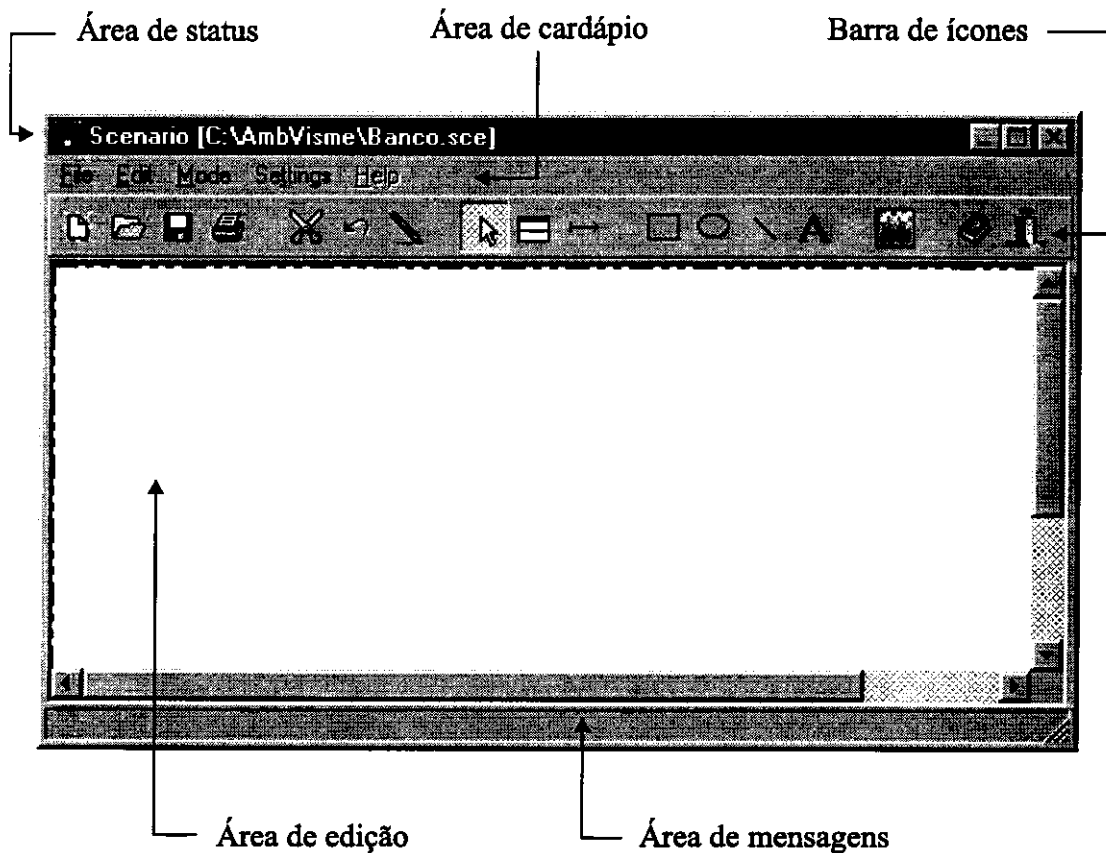 Área de status Área de cardápio Barra de ícones
Scenario [C:\AmbVisme\Banco.sce]
File Edit Mode Settings Help
A
Área de edição Área de mensagens